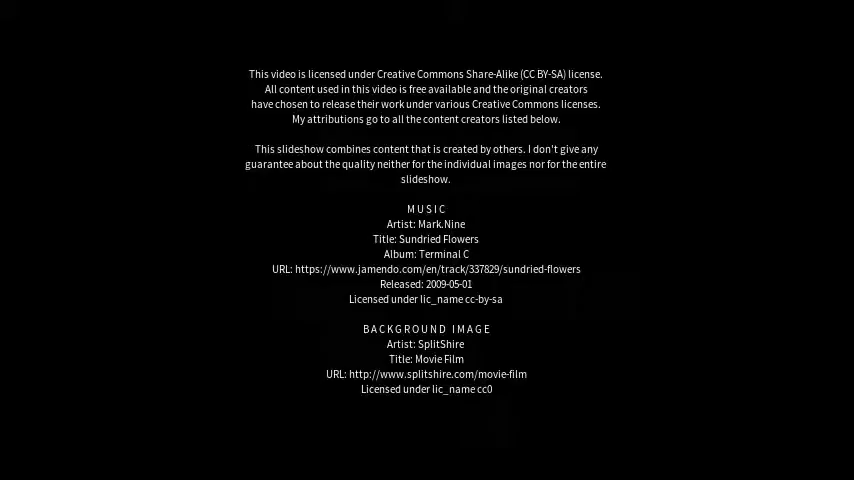 This video is licensed under Creative Commons Share-Alike (CC BY-SA) license.
All content used in this video is free available and the original creators
have chosen to release their work under various Creative Commons licenses.
My attributions go to all the content creators listed below.
This slideshow combines content that is created by others. I don't give any
guarantee about the quality neither for the individual images nor for the entire
slideshow.
MUSIC
Artist: Mark.Nine
Title: Sundried Flowers
Album: Terminal C
URL: https://www.jamendo.com/en/track/337829/sundried-flowers
Released: 2009-05-01
Licensed under lic_name cc-by-sa
BACKGROUND IMAGE
Artist: SplitShire
Title: Movie Film
URL: http://www.splitshire.com/movie-film
Licensed under lic_name cc0